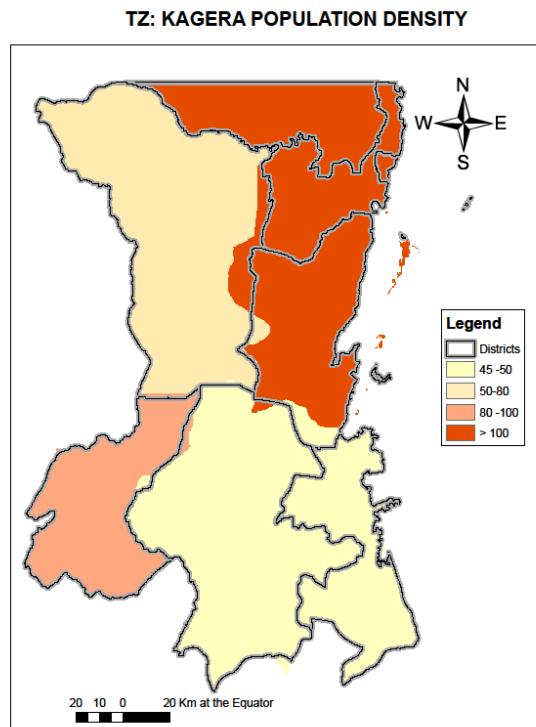 TZ: KAGERA POPULATION DENSITY
N
W E
S
Legend
Districts
45 -50
50-80
80 -100
> 100
20 10 0 20 Km at the Equator